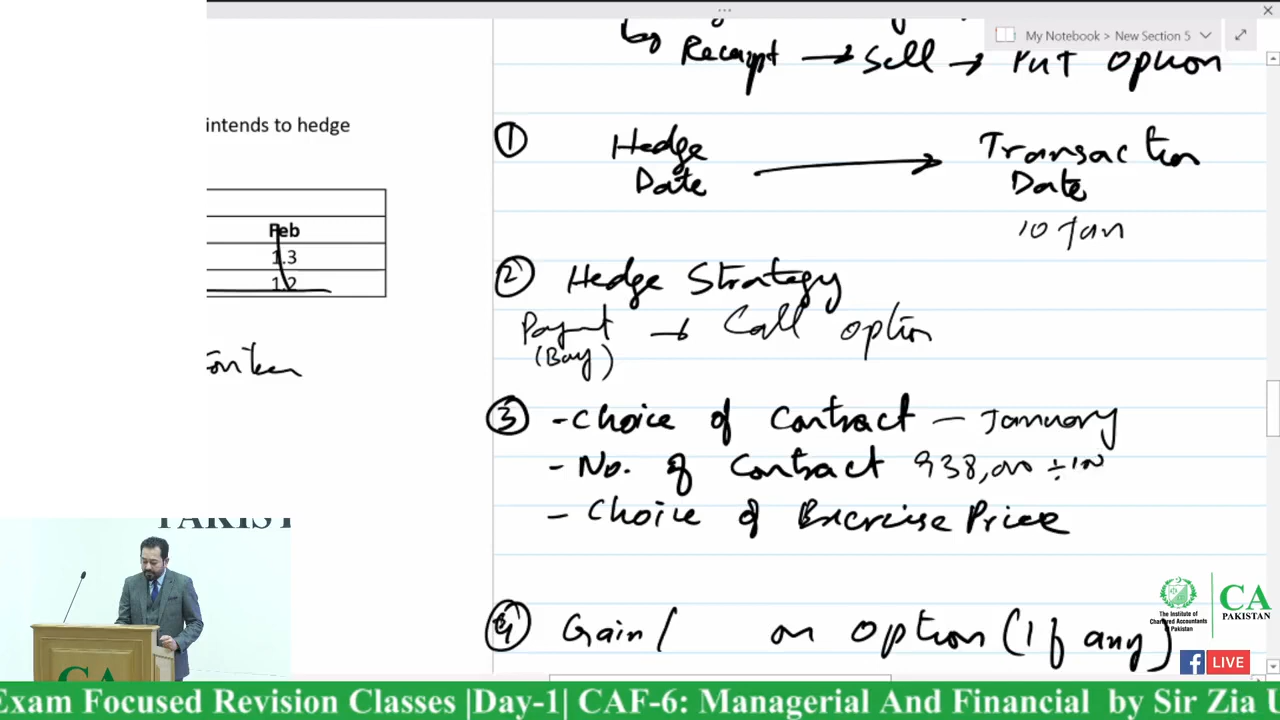 My Notebook > New Section 5
Receipt → Sell → Put option
intends to hedge
① Hedge Date → Transaction Date
10 Jan
Feb
1.3
1.2
② Hedge Strategy
Payment (Buy) → Call option
③ - Choice of Contract - January
- No. of Contract 938,000 ÷
- Choice of Exercise Price
④ Gain/ on option (if any)
PAKIST
CA
The Institute of
Chartered Accountants
of Pakistan
CA
PAKISTAN
f LIVE
Exam Focused Revision Classes |Day-1| CAF-6: Managerial And Financial by Sir Zia U